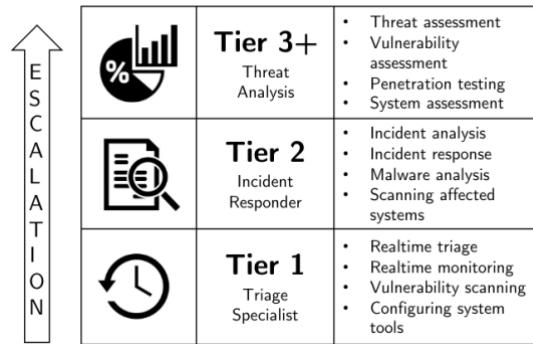 ESCALATION
%
Tier 3+
Threat
Analysis
• Threat assessment
• Vulnerability
assessment
• Penetration testing
• System assessment
Tier 2
Incident
Responder
• Incident analysis
• Incident response
• Malware analysis
• Scanning affected
systems
Tier 1
Triage
Specialist
• Realtime triage
• Realtime monitoring
• Vulnerability scanning
• Configuring system
tools